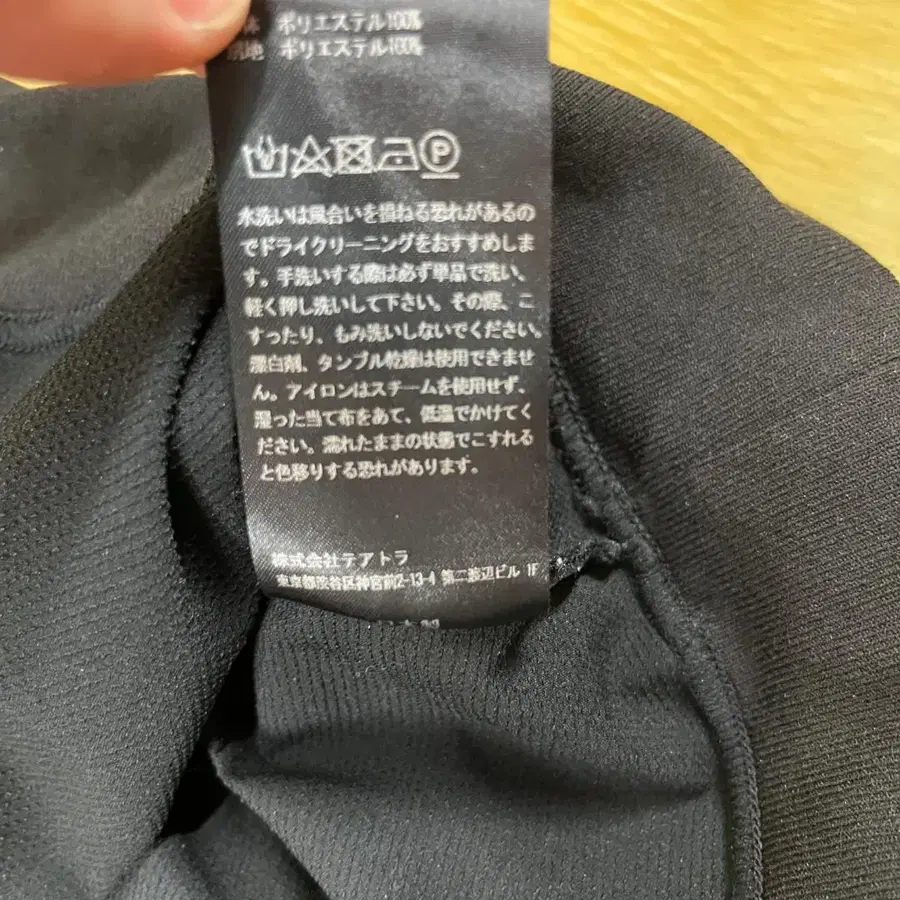 体 ポリエステル100%
別地 ポリエステル100%
P
水洗いは風合いを損ねる恐れがあるの
でドライクリーニングをおすすめしま
す。手洗いする際は必ず単品で洗い、
軽く押し洗いして下さい。その際、こ
すったり、もみ洗いしないでください。
漂白剤、タンブル乾燥は使用できませ
ん。アイロンはスチームを使用せず、
湿った当て布をあて、低温でかけてく
ださい。濡れたままの状態でこすれる
と色移りする恐れがあります。
株式会社テアトラ
東京都渋谷区神宮前2-13-4 第二渡辺ビル 1F